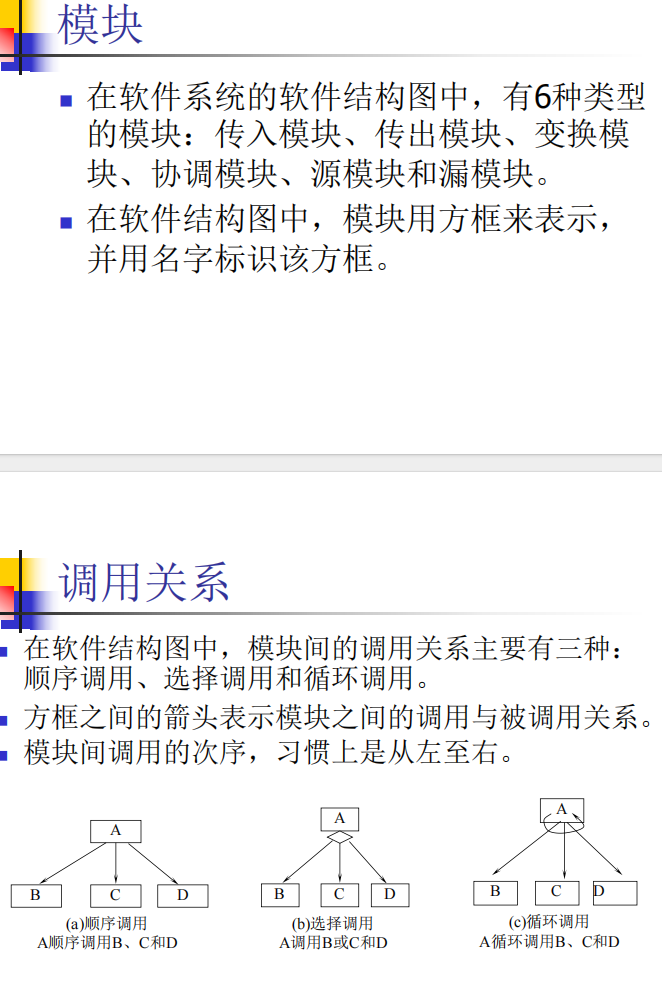 模块
在软件系统的软件结构图中，有6种类型
的模块：传入模块、传出模块、变换模
块、协调模块、源模块和漏模块。
在软件结构图中，模块用方框来表示，
并用名字标识该方框。
调用关系
在软件结构图中，模块间的调用关系主要有三种：
顺序调用、选择调用和循环调用。
方框之间的箭头表示模块之间的调用与被调用关系。
模块间调用的次序，习惯上是从左至右。
A
B
C
D
(a)顺序调用
A顺序调用B、C和D
A
B
C
D
(b)选择调用
A调用B或C和D
A
B
C
D
(c)循环调用
A循环调用B、C和D